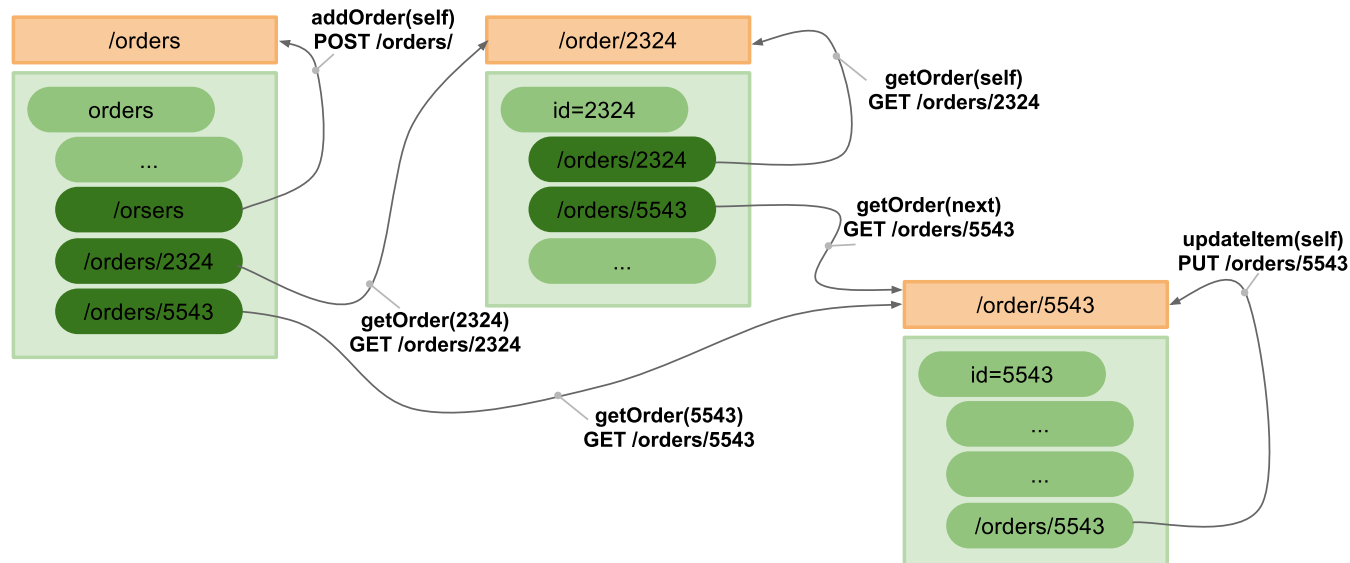 /orders
orders
...
/orsers
/orders/2324
/orders/5543
addOrder(self)
POST /orders/
getOrder(2324)
GET /orders/2324
getOrder(5543)
GET /orders/5543
/order/2324
id=2324
/orders/2324
/orders/5543
...
getOrder(self)
GET /orders/2324
getOrder(next)
GET /orders/5543
/order/5543
id=5543
...
...
/orders/5543
updateItem(self)
PUT /orders/5543